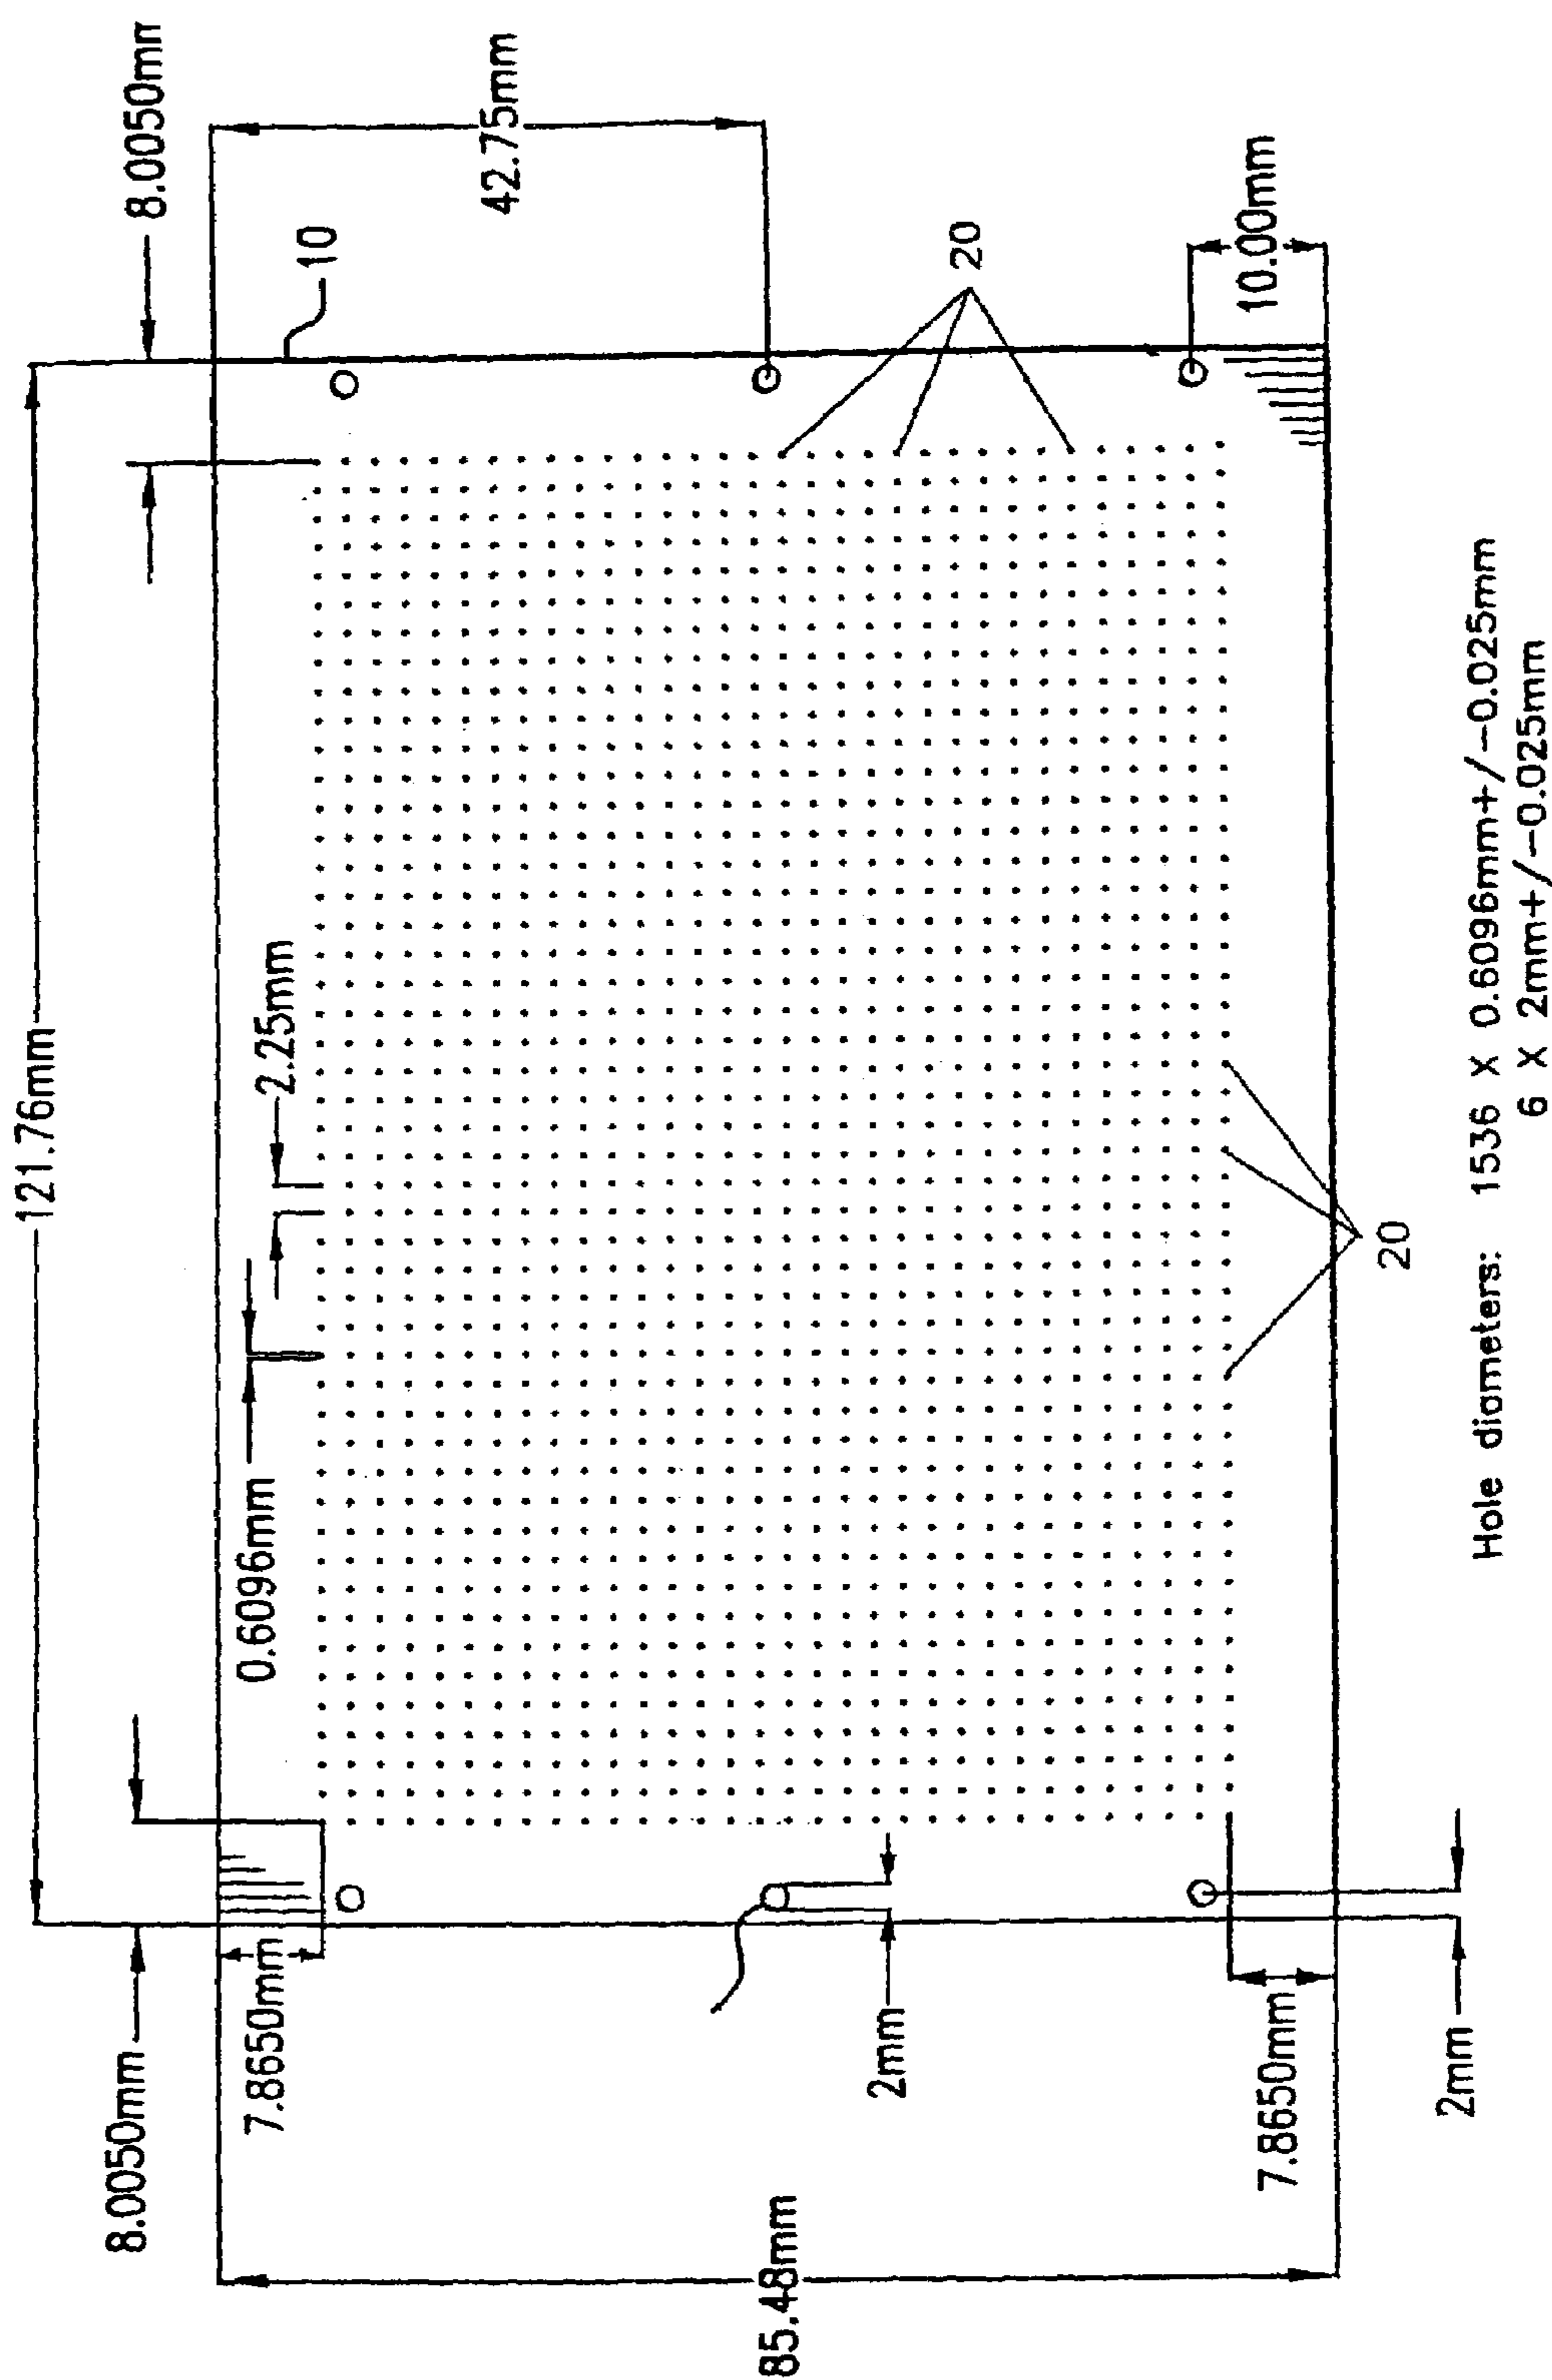 121.76mm
8.0050mm
8.0050mm
7.8650mm
0.6096mm
2.25mm
10
42.75mm
85.48mm
2mm
20
10.00mm
7.8650mm
20
2mm
Hole diameters: 1536 X 0.6096mm+/-0.025mm
6 X 2mm+/-0.025mm